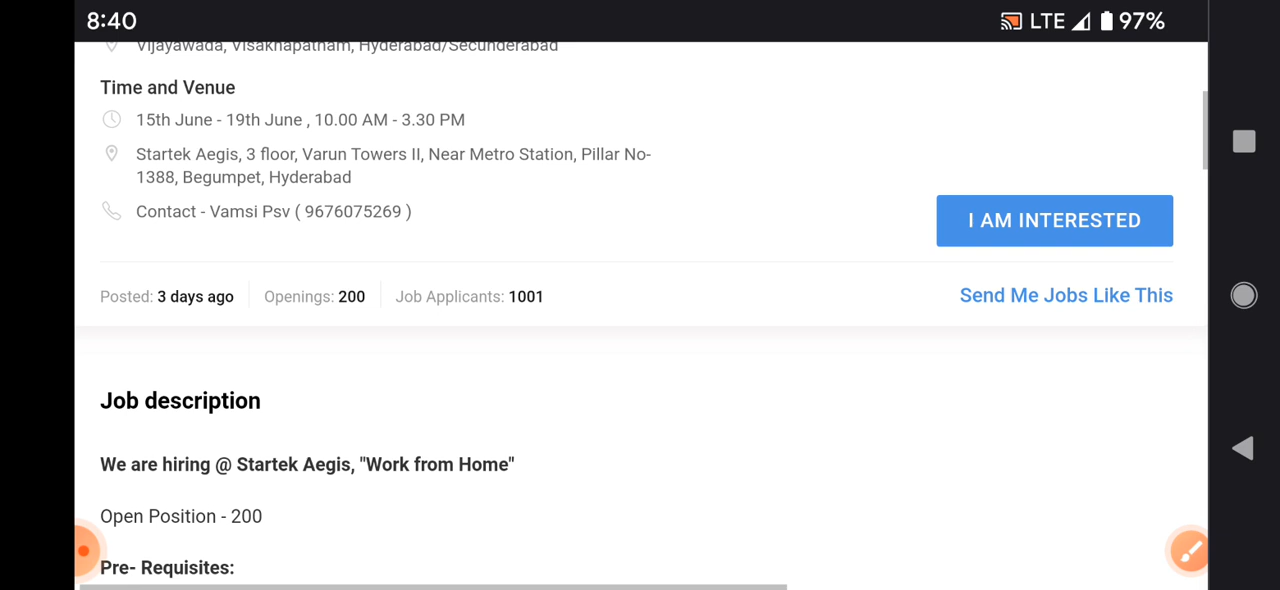 8:40
LTE 97%
Vijayawada, Visakhapatnam, Hyderabad/Secunderabad
Time and Venue
15th June - 19th June , 10.00 AM - 3.30 PM
Startek Aegis, 3 floor, Varun Towers II, Near Metro Station, Pillar No-
1388, Begumpet, Hyderabad
Contact - Vamsi Psv ( 9676075269 )
I AM INTERESTED
Posted: 3 days ago Openings: 200 Job Applicants: 1001
Send Me Jobs Like This
Job description
We are hiring @ Startek Aegis, "Work from Home"
Open Position - 200
Pre- Requisites: